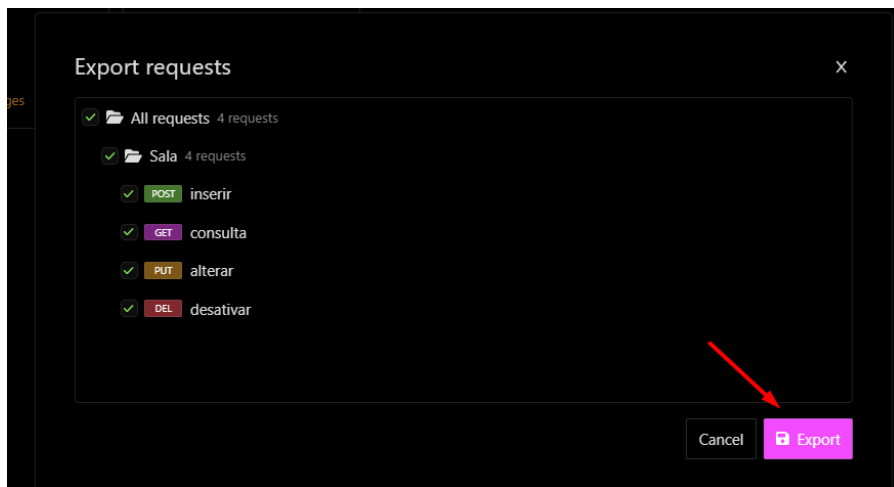 Export requests
ges
All requests 4 requests
Sala 4 requests
POST inserir
GET consulta
PUT alterar
DEL desativar
Cancel Export